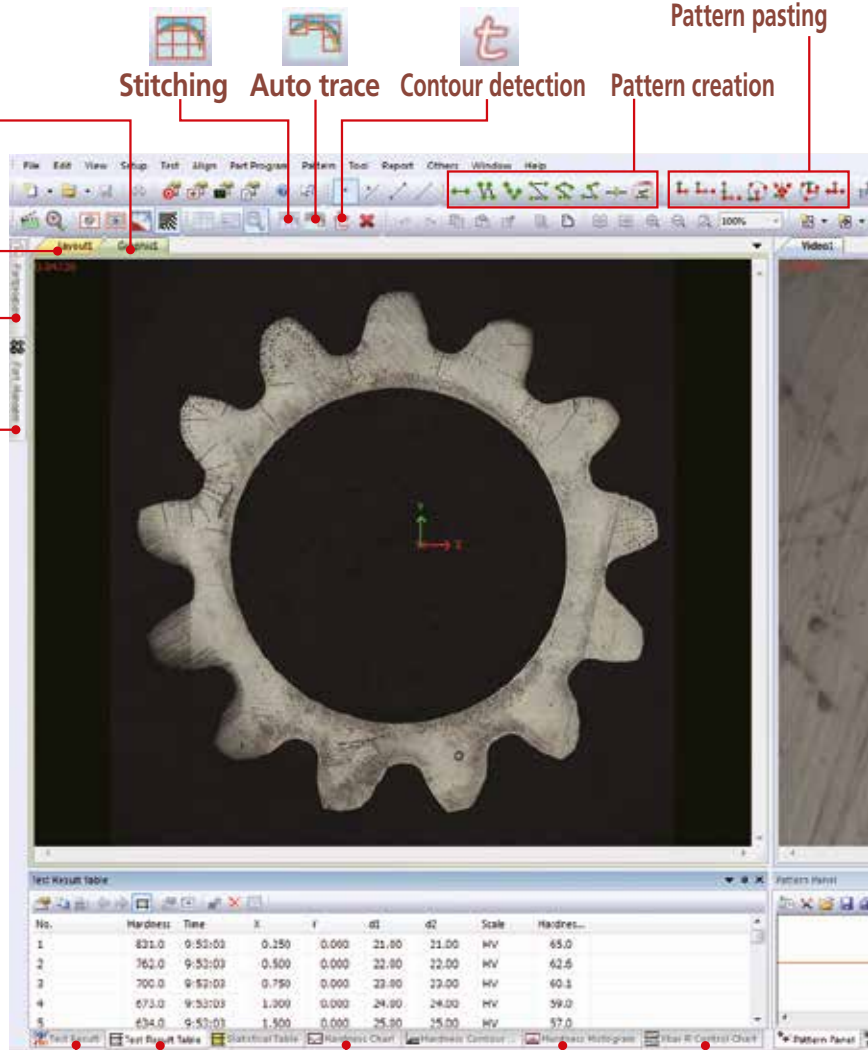 Pattern pasting
Stitching Auto trace Contour detection Pattern creation
File Edit View Setup Test Align Part Program Pattern Tool Report Others Window Help
100%
Layout1 Graphic1 Video1
Part Manager
Test Result Table Pattern Panel
No. Hardness Time X Y d1 d2 Scale Hardnes...
1 831.0 9:53:03 0.250 0.000 21.00 21.00 HV 65.0
2 762.0 9:53:03 0.500 0.000 22.00 22.00 HV 62.6
3 700.0 9:53:03 0.750 0.000 23.00 23.00 HV 60.1
4 673.0 9:53:03 1.000 0.000 24.00 24.00 HV 59.0
5 634.0 9:53:03 1.500 0.000 25.00 25.00 HV 57.0
Test Result Test Result Table Statistical Table Hardness Chart Hardness Contour ... Hardness Histogram Xbar-R Control Chart Pattern Panel